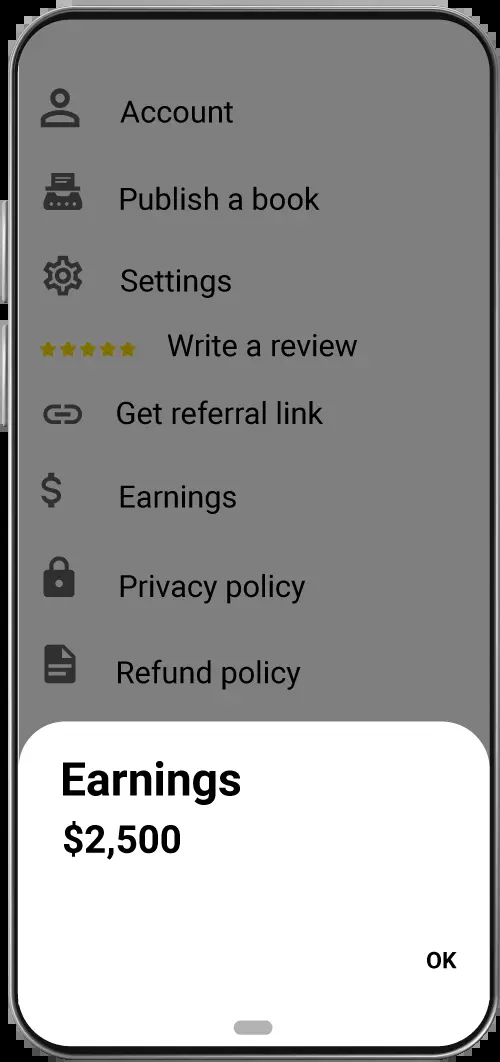 Account
Publish a book
Settings
Write a review
Get referral link
Earnings
Privacy policy
Refund policy
Earnings
$2,500
OK